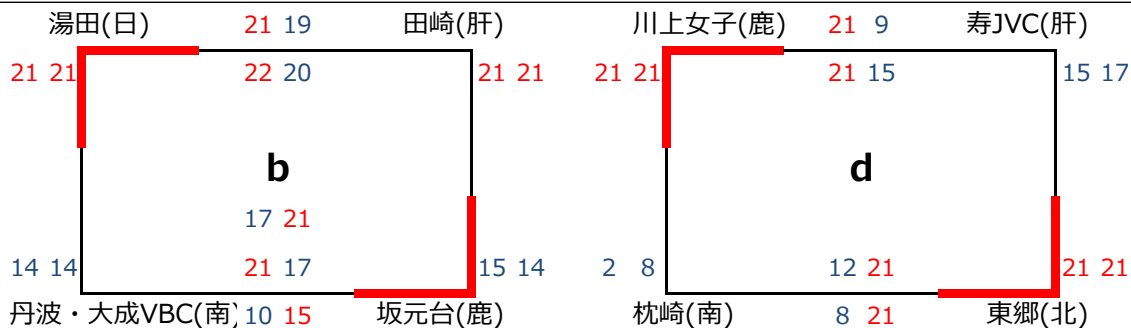 湯田(日) 21 19 田崎(肝) 川上女子(鹿) 21 9 寿JVC(肝)
21 21 22 20 21 21 21 21 21 15 15 17
b d
17 21
14 14 21 17 15 14 2 8 12 21 21 21
丹波・大成VBC(南) 10 15 坂元台(鹿) 枕崎(南) 8 21 東郷(北)